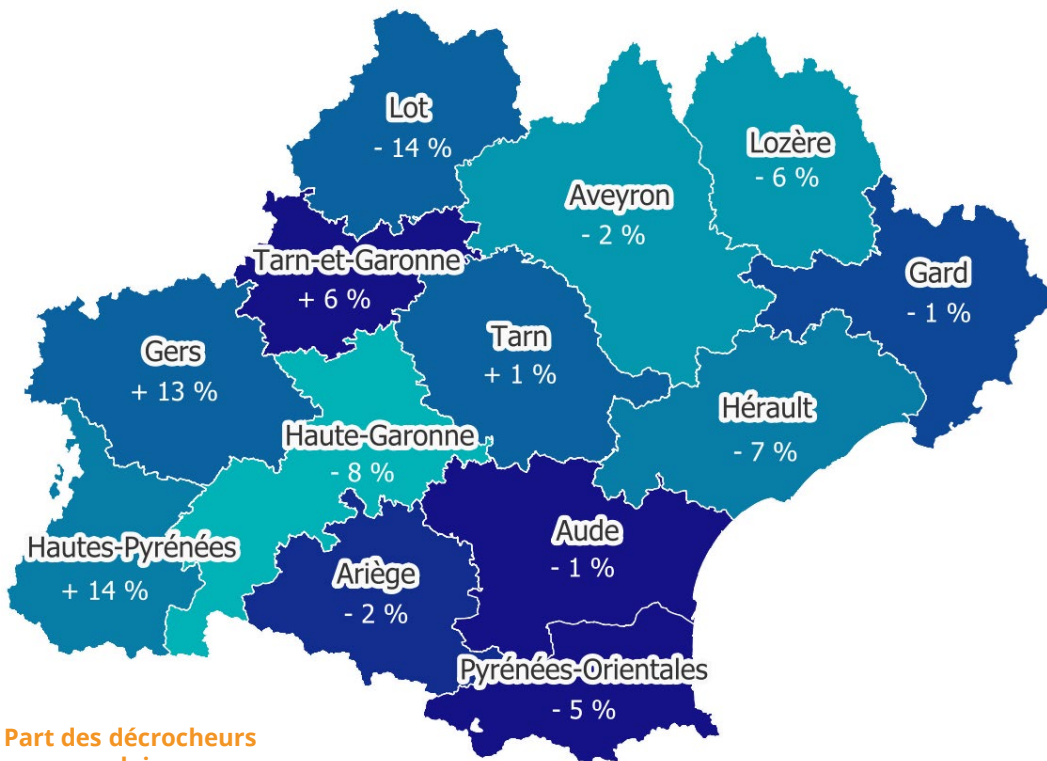 Lot
- 14 %
Lozère
- 6 %
Aveyron
- 2 %
Tarn-et-Garonne
+ 6 %
Gard
- 1 %
Gers
+ 13 %
Tarn
+ 1 %
Hérault
- 7 %
Haute-Garonne
- 8 %
Hautes-Pyrénées
+ 14 %
Ariège
- 2 %
Aude
- 1 %
Pyrénées-Orientales
- 5 %
Part des décrocheurs